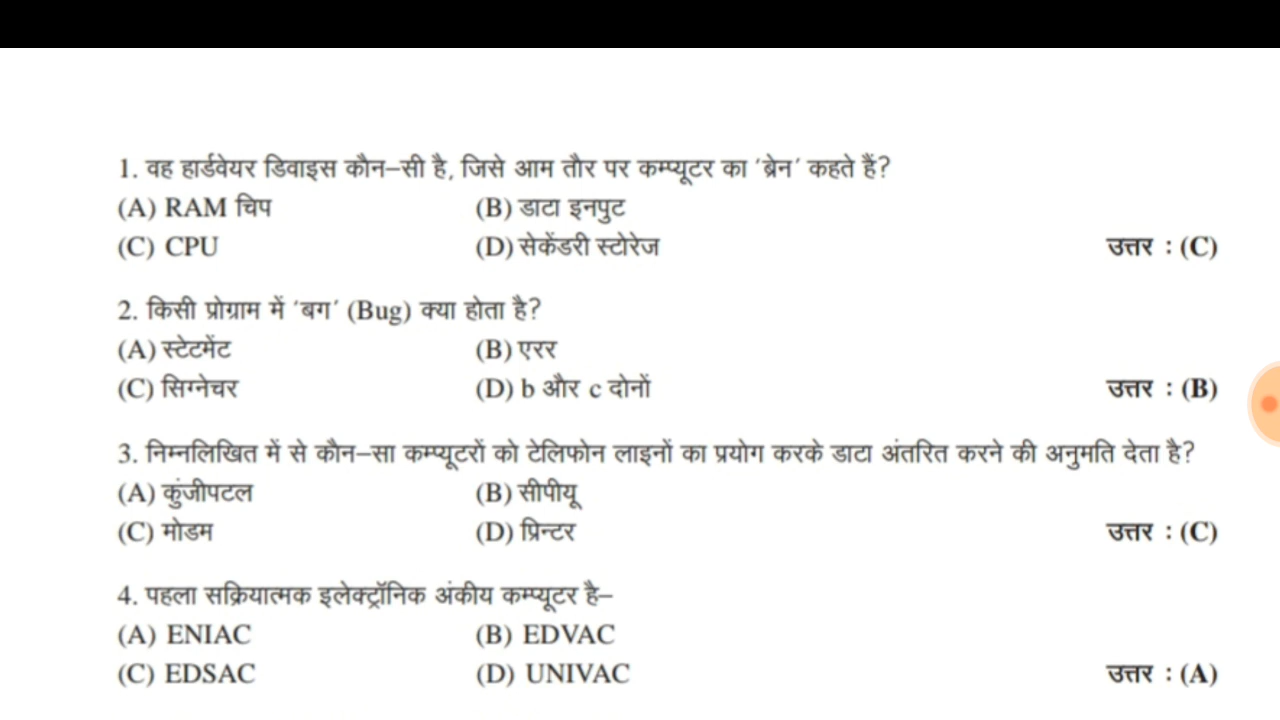 1. वह हार्डवेयर डिवाइस कौन–सी है, जिसे आम तौर पर कम्प्यूटर का ′ब्रेन′ कहते हैं?
(A) RAM चिप (B) डाटा इनपुट
(C) CPU (D) सेकेंडरी स्टोरेज उत्तर : (C)
2. किसी प्रोग्राम में ′बग′ (Bug) क्या होता है?
(A) स्टेटमेंट (B) एरर
(C) सिग्नेचर (D) b और c दोनों उत्तर : (B)
3. निम्नलिखित में से कौन–सा कम्प्यूटरों को टेलिफोन लाइनों का प्रयोग करके डाटा अंतरित करने की अनुमति देता है?
(A) कुंजीपटल (B) सीपीयू
(C) मोडम (D) प्रिन्टर उत्तर : (C)
4. पहला सक्रियात्मक इलेक्ट्रॉनिक अंकीय कम्प्यूटर है–
(A) ENIAC (B) EDVAC
(C) EDSAC (D) UNIVAC उत्तर : (A)